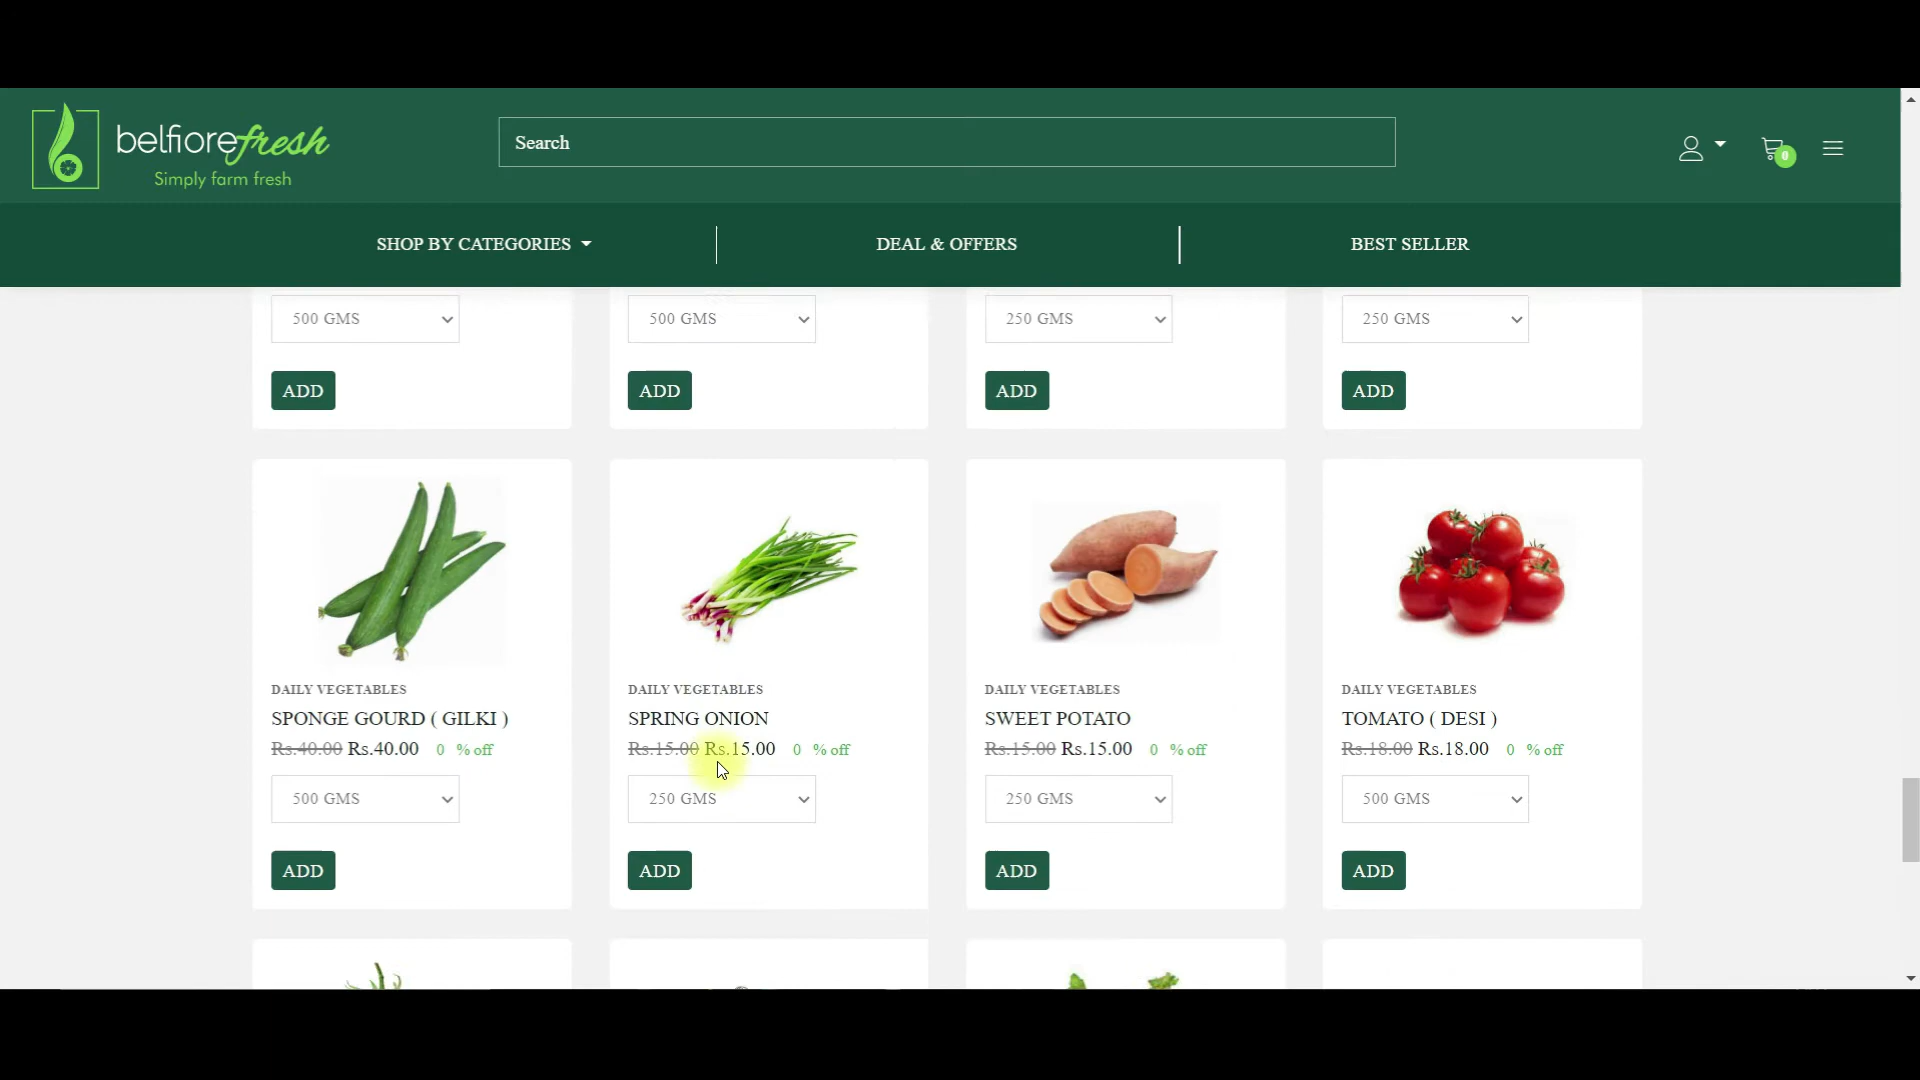 belfiorefresh
Simply farm fresh
Search
0
SHOP BY CATEGORIES
DEAL & OFFERS
BEST SELLER
500 GMS
500 GMS
250 GMS
250 GMS
ADD
ADD
ADD
ADD
DAILY VEGETABLES
SPONGE GOURD ( GILKI )
Rs.40.00 Rs.40.00 0 % off
500 GMS
ADD
DAILY VEGETABLES
SPRING ONION
Rs.15.00 Rs.15.00 0 % off
250 GMS
ADD
DAILY VEGETABLES
SWEET POTATO
Rs.15.00 Rs.15.00 0 % off
250 GMS
ADD
DAILY VEGETABLES
TOMATO ( DESI )
Rs.18.00 Rs.18.00 0 % off
500 GMS
ADD